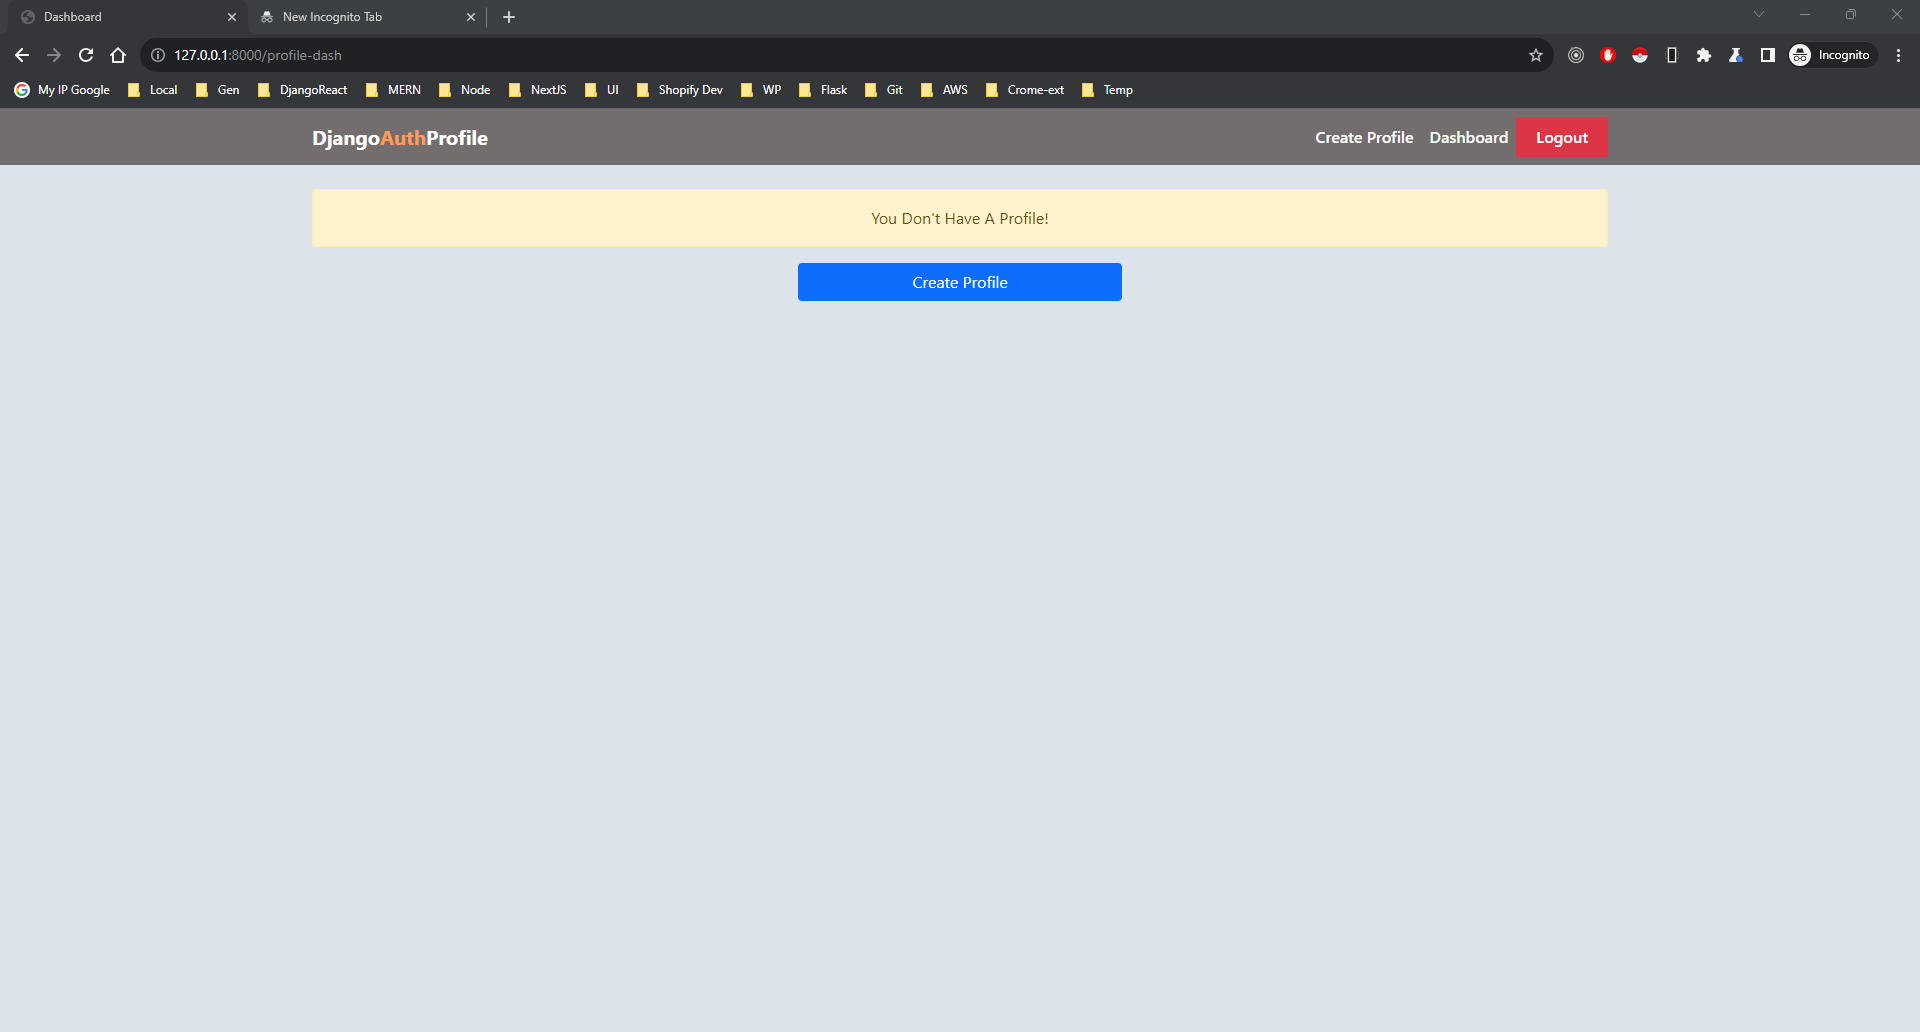 Dashboard
New Incognito Tab
127.0.0.1:8000/profile-dash
Incognito
My IP Google
Local
Gen
DjangoReact
MERN
Node
NextJS
UI
Shopify Dev
WP
Flask
Git
AWS
Crome-ext
Temp
DjangoAuthProfile
Create Profile
Dashboard
Logout
You Don't Have A Profile!
Create Profile